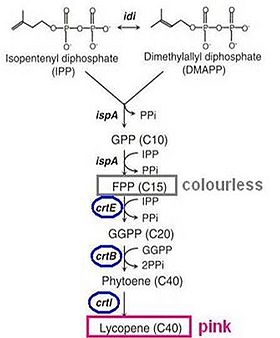 idi
Isopentenyl diphosphate
(IPP)
Dimethylallyl diphosphate
(DMAPP)
ispA
PPi
GPP (C10)
ispA
IPP
PPi
FPP (C15) colourless
crtE
IPP
PPi
GGPP (C20)
crtB
GGPP
2PPi
Phytoene (C40)
crtI
Lycopene (C40) pink